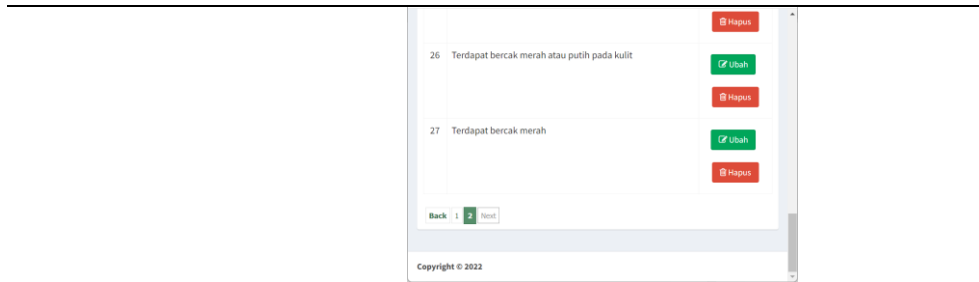 Hapus
26 Terdapat bercak merah atau putih pada kulit
Ubah
Hapus
27 Terdapat bercak merah
Ubah
Hapus
Back 1 2 Next
Copyright © 2022